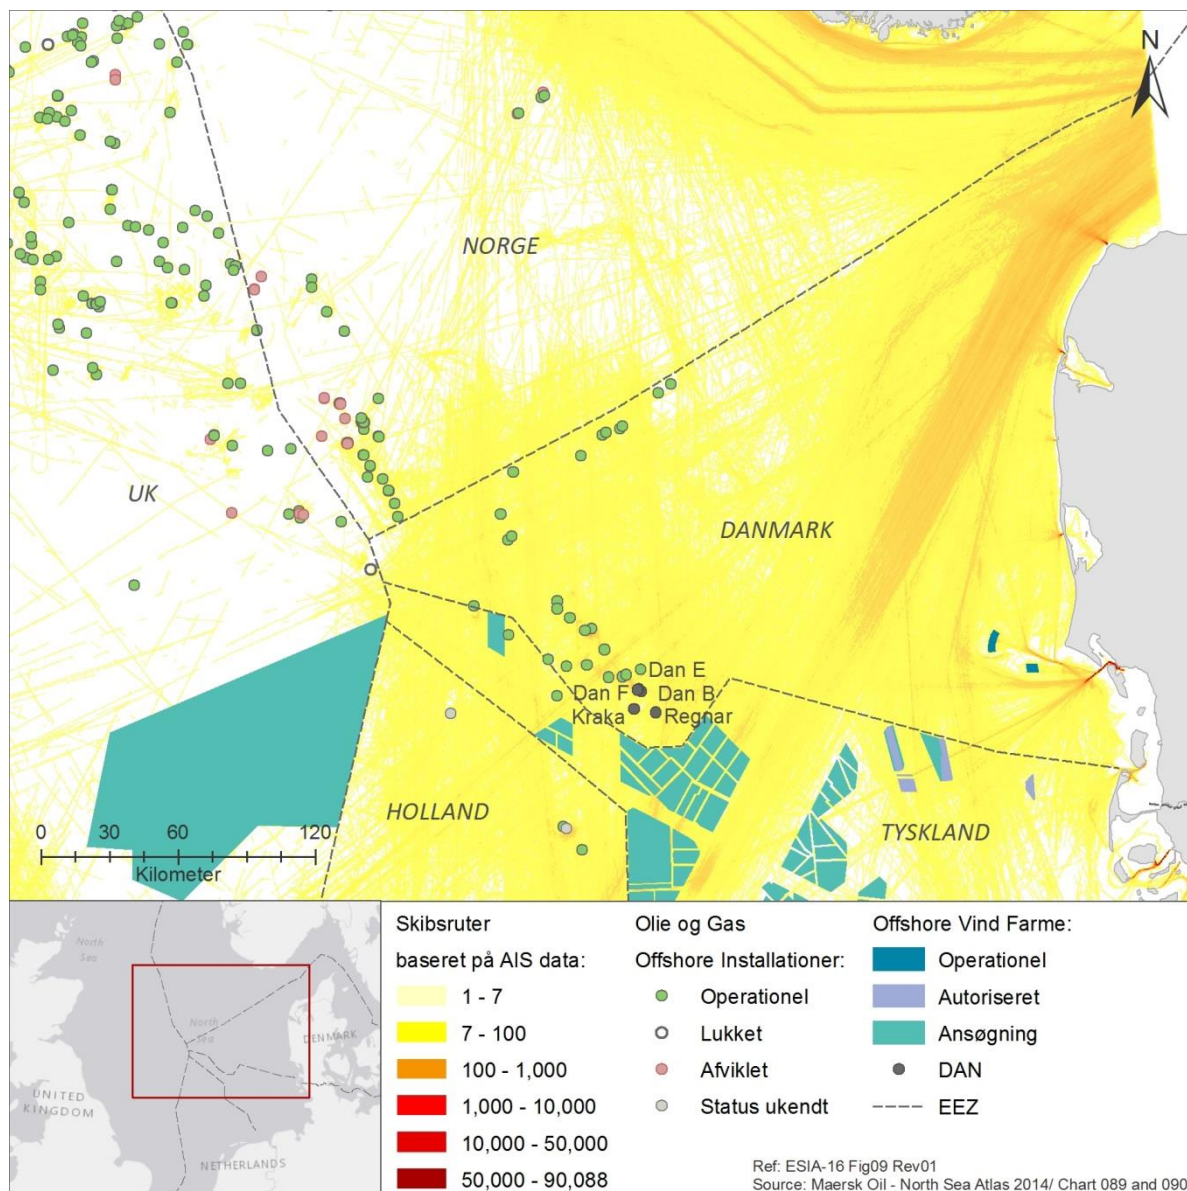 N
NORGE
UK
DANMARK
Dan E
Dan F
Dan B
Kraka
Regnar
HOLLAND
TYSKLAND
0 30 60 120
Kilometer
North
Sea
North
Sea
DENMARK
UNITED
KINGDOM
NETHERLANDS
Skibsruter
baseret på AIS data:
1 - 7
7 - 100
100 - 1,000
1,000 - 10,000
10,000 - 50,000
50,000 - 90,088
Olie og Gas
Offshore Installationer:
Operationel
Lukket
Afviklet
Status ukendt
Offshore Vind Farme:
Operationel
Autoriseret
Ansøgning
DAN
EEZ
Ref: ESIA-16 Fig09 Rev01
Source: Maersk Oil - North Sea Atlas 2014/ Chart 089 and 090